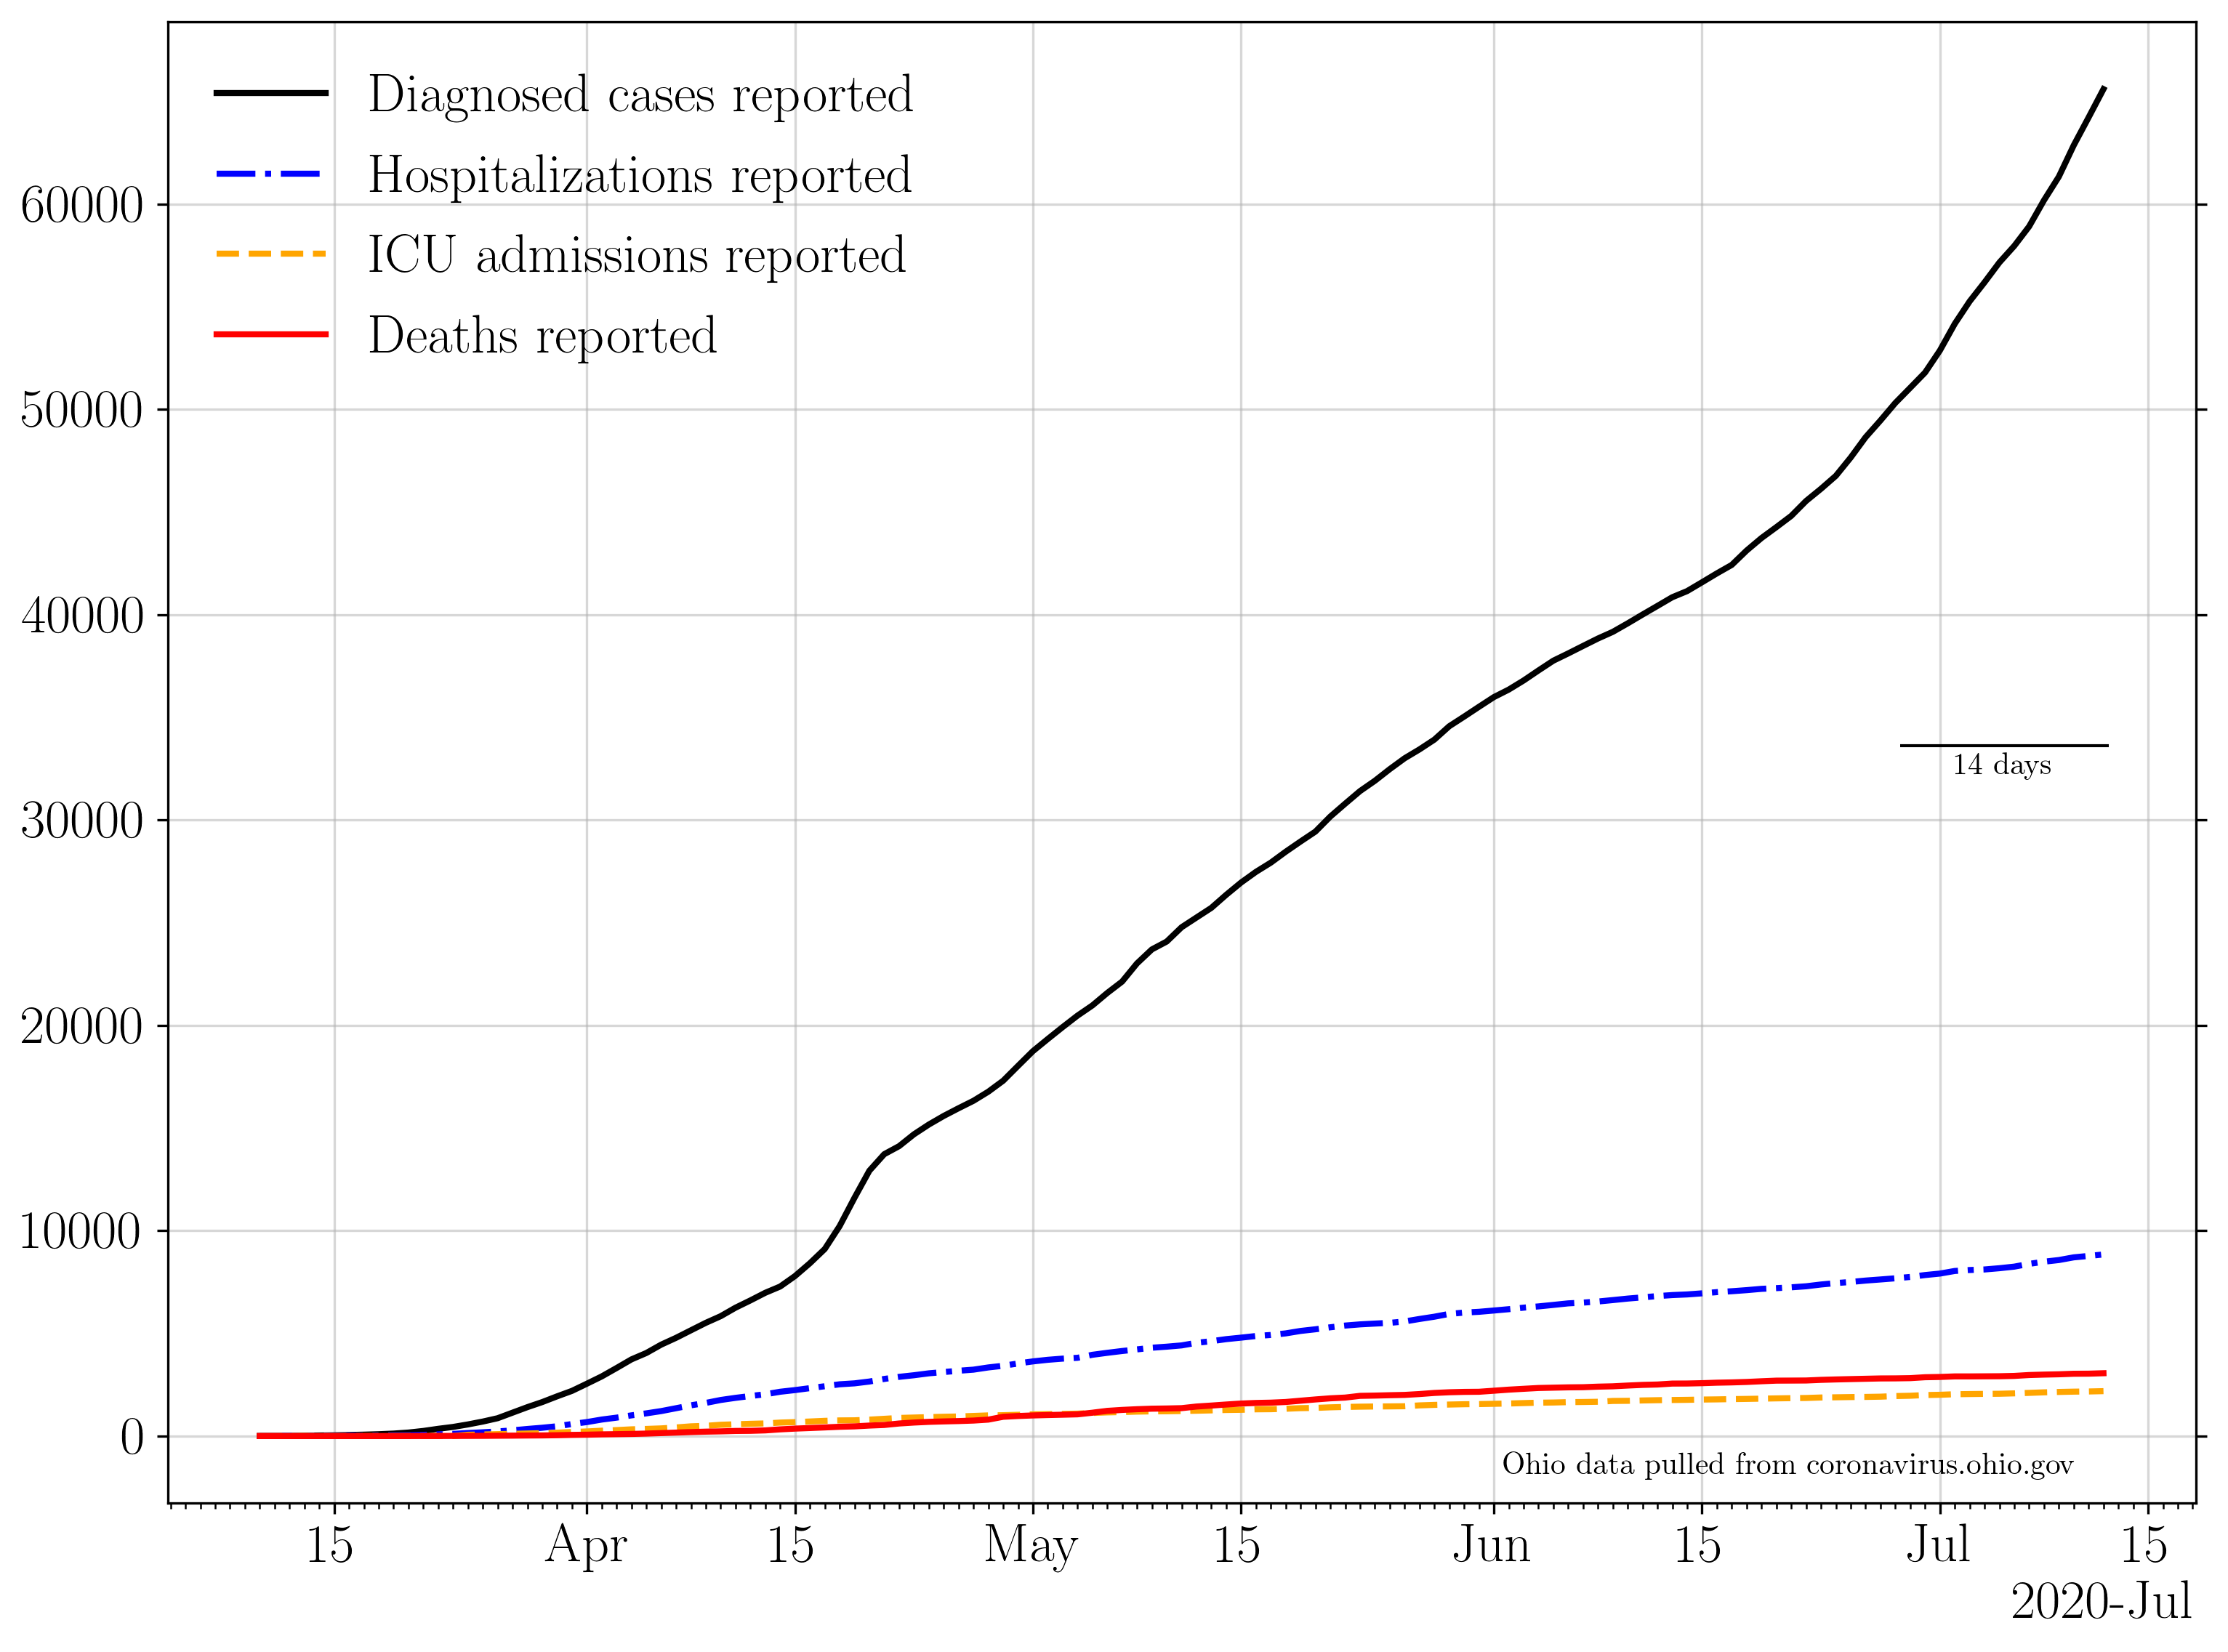 Diagnosed cases reported
Hospitalizations reported
ICU admissions reported
Deaths reported
60000
50000
40000
30000
20000
10000
0
14 days
Ohio data pulled from coronavirus.ohio.gov
15 Apr 15 May 15 Jun 15 Jul 15
2020-Jul